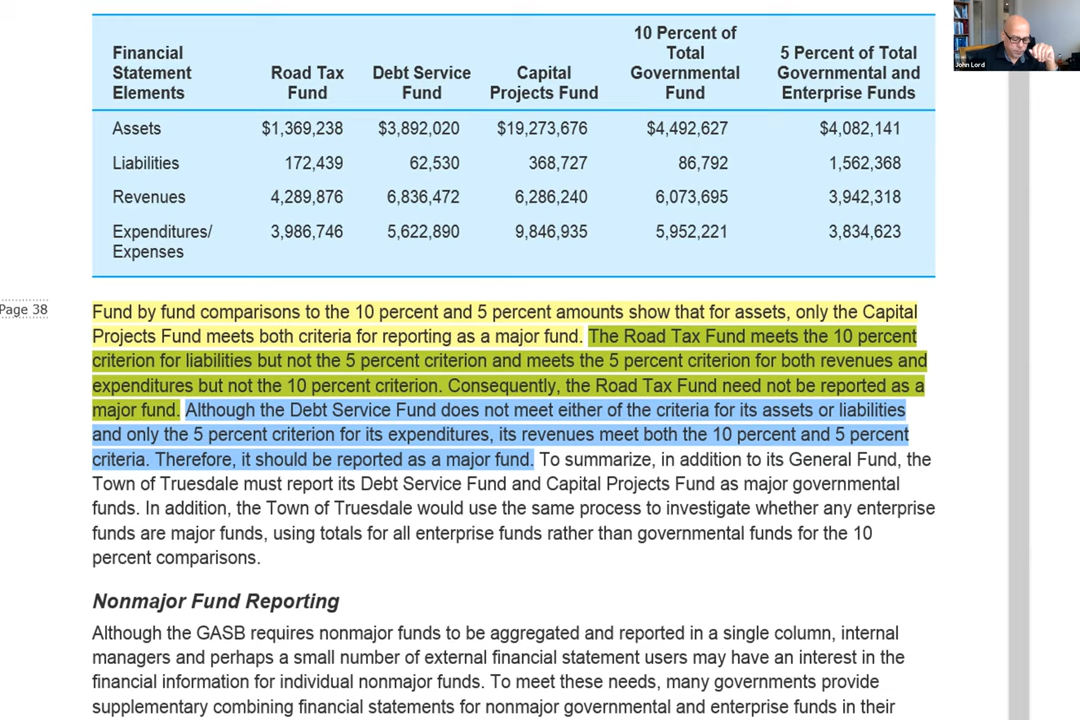 Financial Statement Elements
Road Tax Fund
Debt Service Fund
Capital Projects Fund
10 Percent of Total Governmental Fund
5 Percent of Total Governmental and Enterprise Funds
Assets $1,369,238 $3,892,020 $19,273,676 $4,492,627 $4,082,141
Liabilities 172,439 62,530 368,727 86,792 1,562,368
Revenues 4,289,876 6,836,472 6,286,240 6,073,695 3,942,318
Expenditures/ 3,986,746 5,622,890 9,846,935 5,952,221 3,834,623
Expenses
Page 38
Fund by fund comparisons to the 10 percent and 5 percent amounts show that for assets, only the Capital
Projects Fund meets both criteria for reporting as a major fund. The Road Tax Fund meets the 10 percent
criterion for liabilities but not the 5 percent criterion and meets the 5 percent criterion for both revenues and
expenditures but not the 10 percent criterion. Consequently, the Road Tax Fund need not be reported as a
major fund. Although the Debt Service Fund does not meet either of the criteria for its assets or liabilities
and only the 5 percent criterion for its expenditures, its revenues meet both the 10 percent and 5 percent
criteria. Therefore, it should be reported as a major fund. To summarize, in addition to its General Fund, the
Town of Truesdale must report its Debt Service Fund and Capital Projects Fund as major governmental
funds. In addition, the Town of Truesdale would use the same process to investigate whether any enterprise
funds are major funds, using totals for all enterprise funds rather than governmental funds for the 10
percent comparisons.
Nonmajor Fund Reporting
Although the GASB requires nonmajor funds to be aggregated and reported in a single column, internal
managers and perhaps a small number of external financial statement users may have an interest in the
financial information for individual nonmajor funds. To meet these needs, many governments provide
supplementary combining financial statements for nonmajor governmental and enterprise funds in their
John Lord